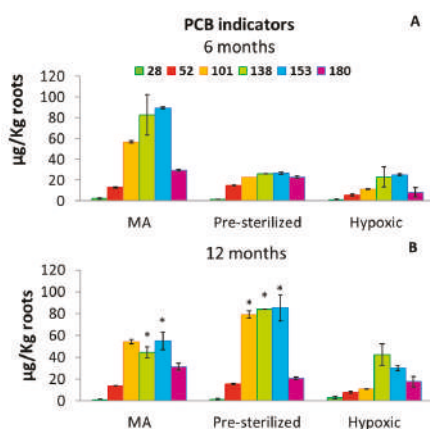 PCB indicators
A
6 months
28 52 101 138 153 180
µg/Kg roots
120
100
80
60
40
20
0
MA Pre-sterilized Hypoxic
12 months
B
µg/Kg roots
120
100
80
60
40
20
0
* * * * *
MA Pre-sterilized Hypoxic